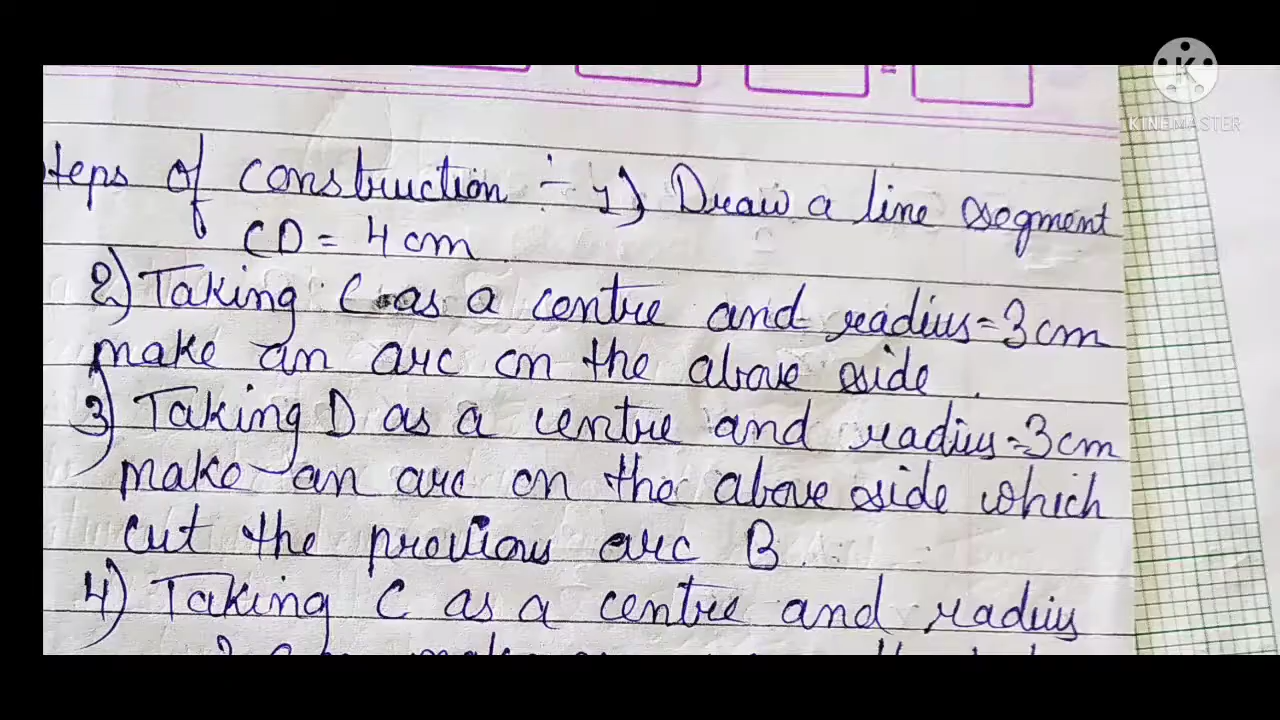 KINEMASTER
teps of construction :- 1) Draw a line segment
CD = 4 cm
2) Taking C as a centre and radius = 3 cm
make an arc on the above side.
3) Taking D as a centre and radius = 3 cm
make an arc on the above side which
cut the previous arc B.
4) Taking C as a centre and radius